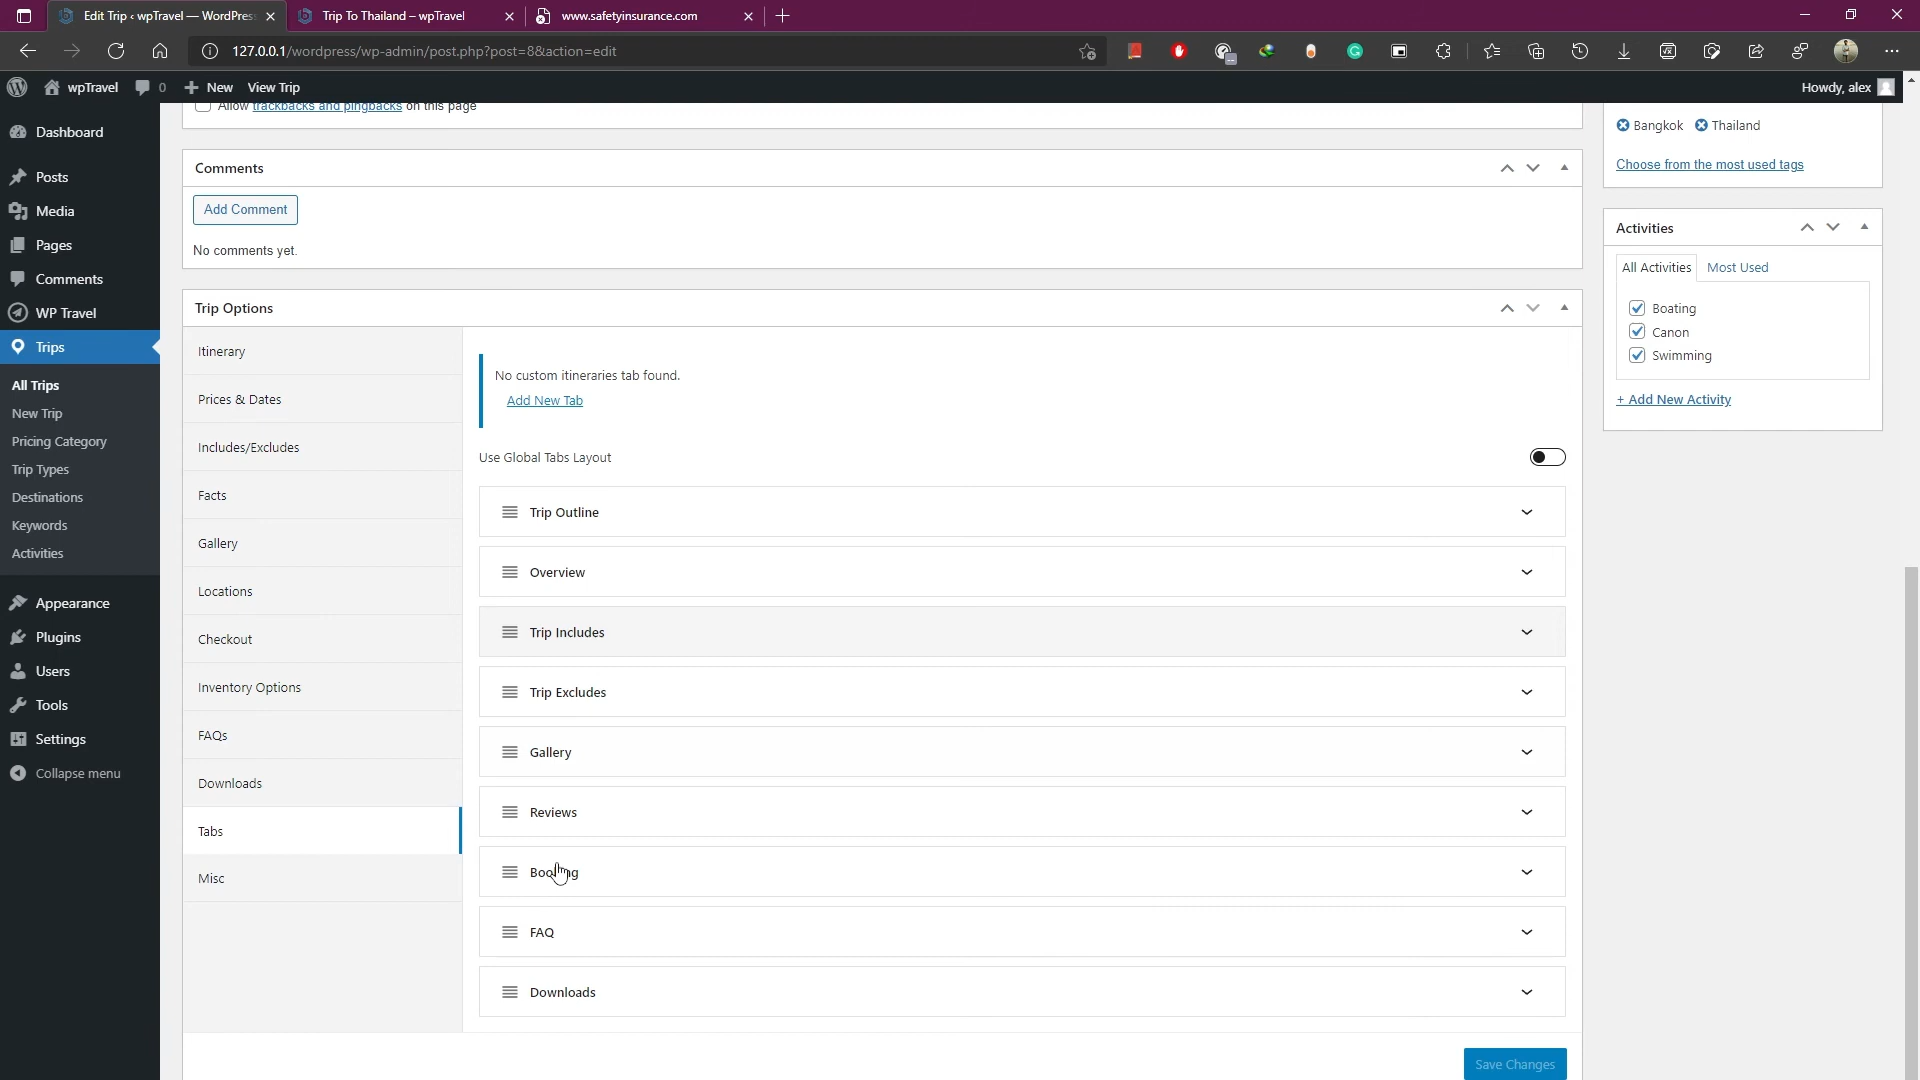 Edit Trip ‹ wpTravel — WordPress
Trip To Thailand – wpTravel
www.safetyinsurance.com
127.0.0.1/wordpress/wp-admin/post.php?post=8&action=edit
wpTravel
0
New
View Trip
Howdy, alex
Dashboard
Posts
Media
Pages
Comments
WP Travel
Trips
All Trips
New Trip
Pricing Category
Trip Types
Destinations
Keywords
Activities
Appearance
Plugins
Users
Tools
Settings
Collapse menu
Allow trackbacks and pingbacks on this page
Comments
Add Comment
No comments yet.
Trip Options
Itinerary
Prices & Dates
Includes/Excludes
Facts
Gallery
Locations
Checkout
Inventory Options
FAQs
Downloads
Tabs
Misc
No custom itineraries tab found.
Add New Tab
Use Global Tabs Layout
Trip Outline
Overview
Trip Includes
Trip Excludes
Gallery
Reviews
Booking
FAQ
Downloads
Save Changes
Bangkok
Thailand
Choose from the most used tags
Activities
All Activities
Most Used
Boating
Canon
Swimming
+ Add New Activity